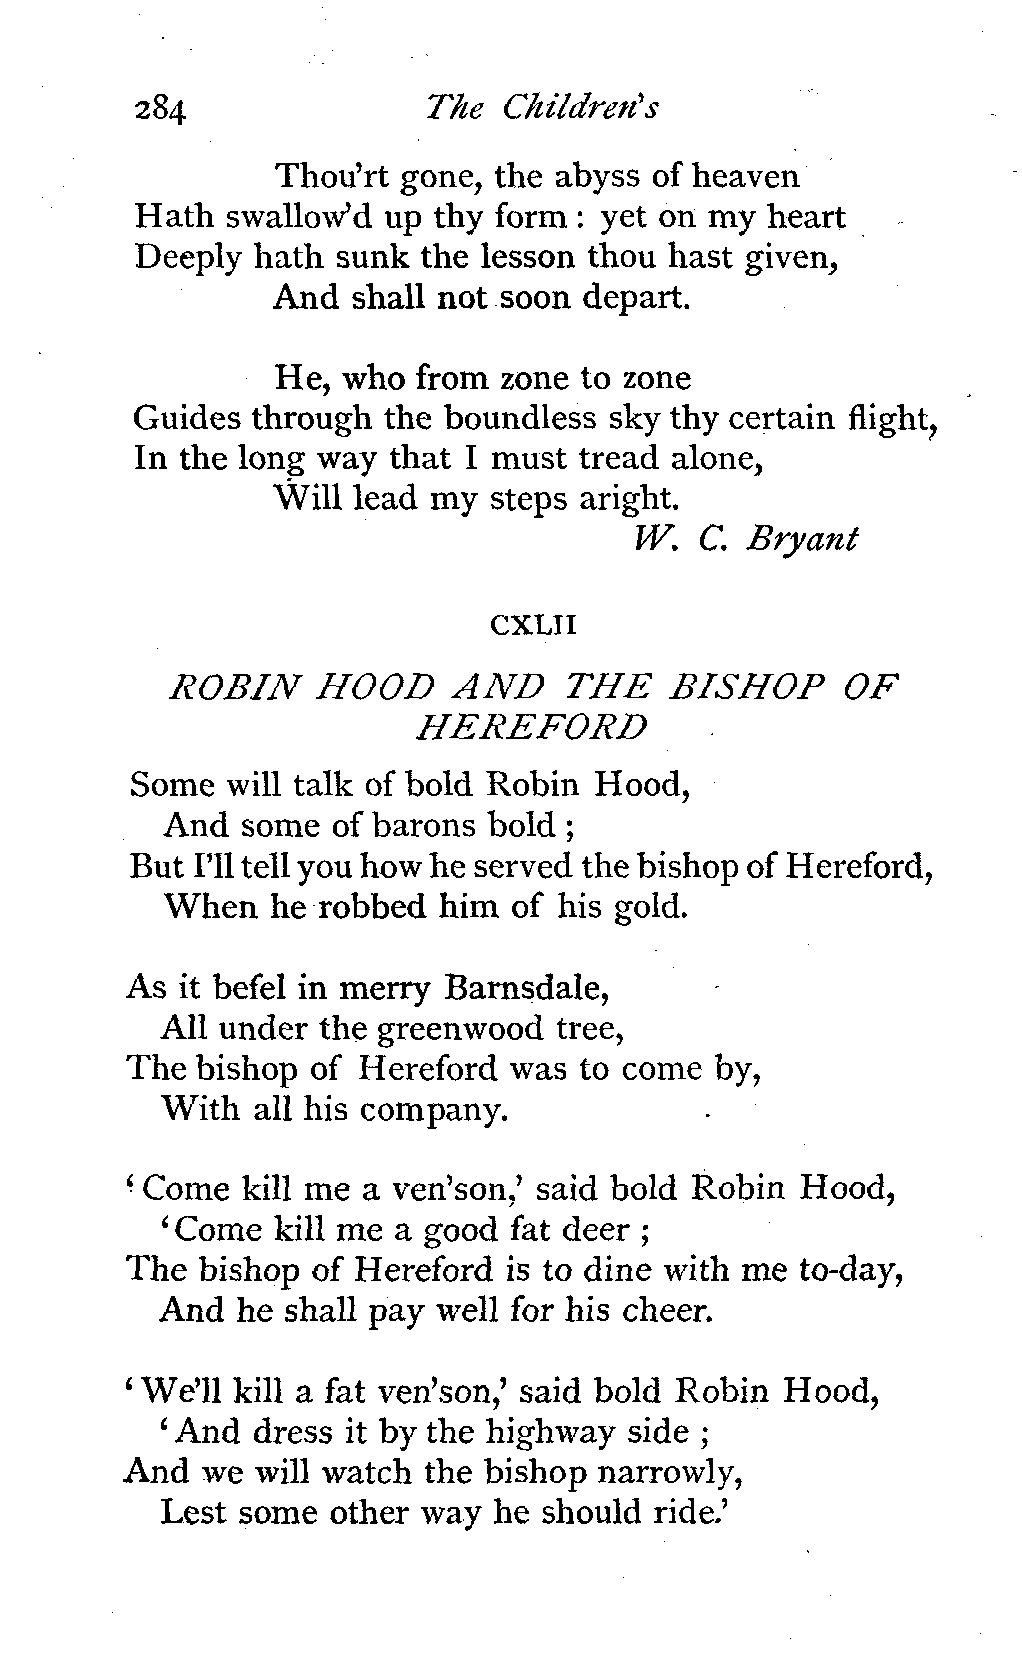 284 The Children's
Thou'rt gone, the abyss of heaven
Hath swallow'd up thy form : yet on my heart
Deeply hath sunk the lesson thou hast given,
And shall not soon depart.
He, who from zone to zone
Guides through the boundless sky thy certain flight,
In the long way that I must tread alone,
Will lead my steps aright.
W. C. Bryant
CXLII
ROBIN HOOD AND THE BISHOP OF
HEREFORD
Some will talk of bold Robin Hood,
And some of barons bold ;
But I'll tell you how he served the bishop of Hereford,
When he robbed him of his gold.
As it befel in merry Barnsdale,
All under the greenwood tree,
The bishop of Hereford was to come by,
With all his company.
‘Come kill me a ven'son,’ said bold Robin Hood,
‘Come kill me a good fat deer ;
The bishop of Hereford is to dine with me to-day,
And he shall pay well for his cheer.
‘We'll kill a fat ven'son,’ said bold Robin Hood,
‘And dress it by the highway side ;
And we will watch the bishop narrowly,
Lest some other way he should ride.’